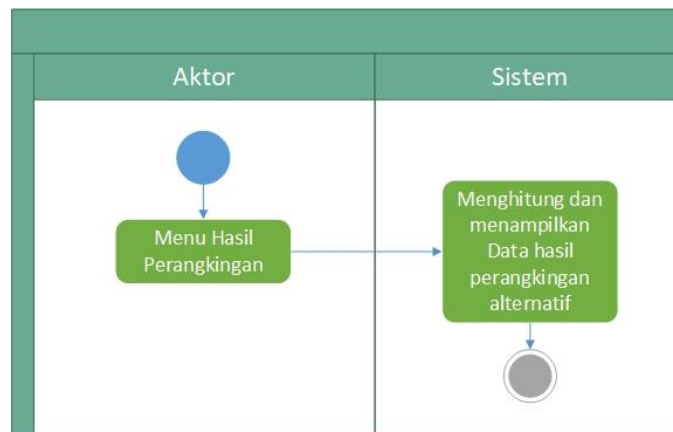 Aktor
Sistem
Menu Hasil
Perangkingan
Menghitung dan
menampilkan
Data hasil
perangkingan
alternatif